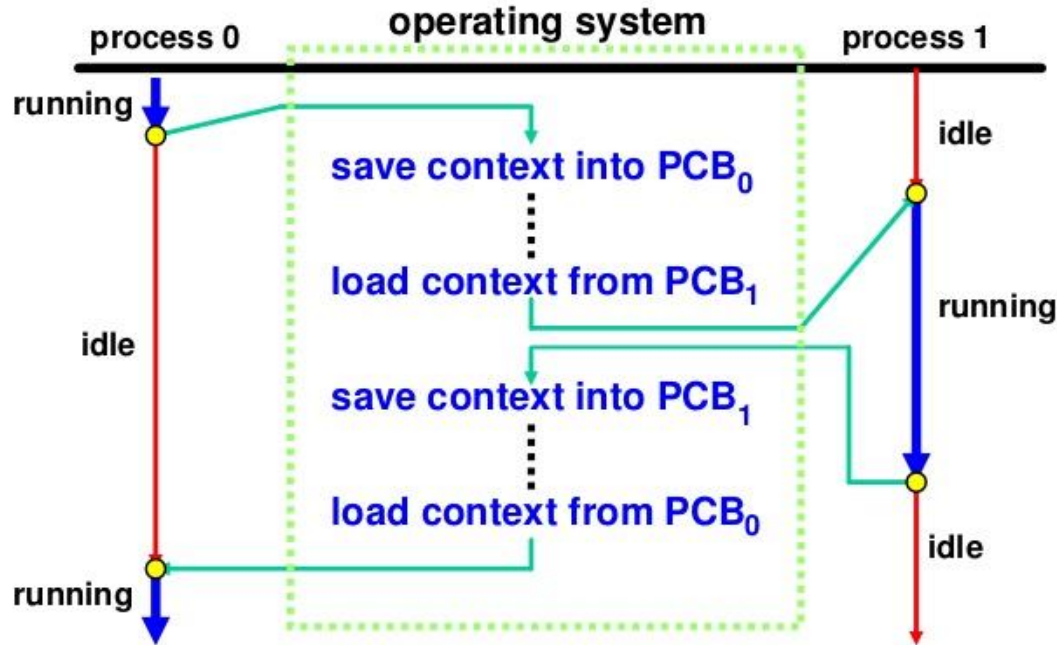 operating system
process 0
process 1
running
idle
save context into PCB₀
load context from PCB₁
running
idle
save context into PCB₁
load context from PCB₀
idle
running